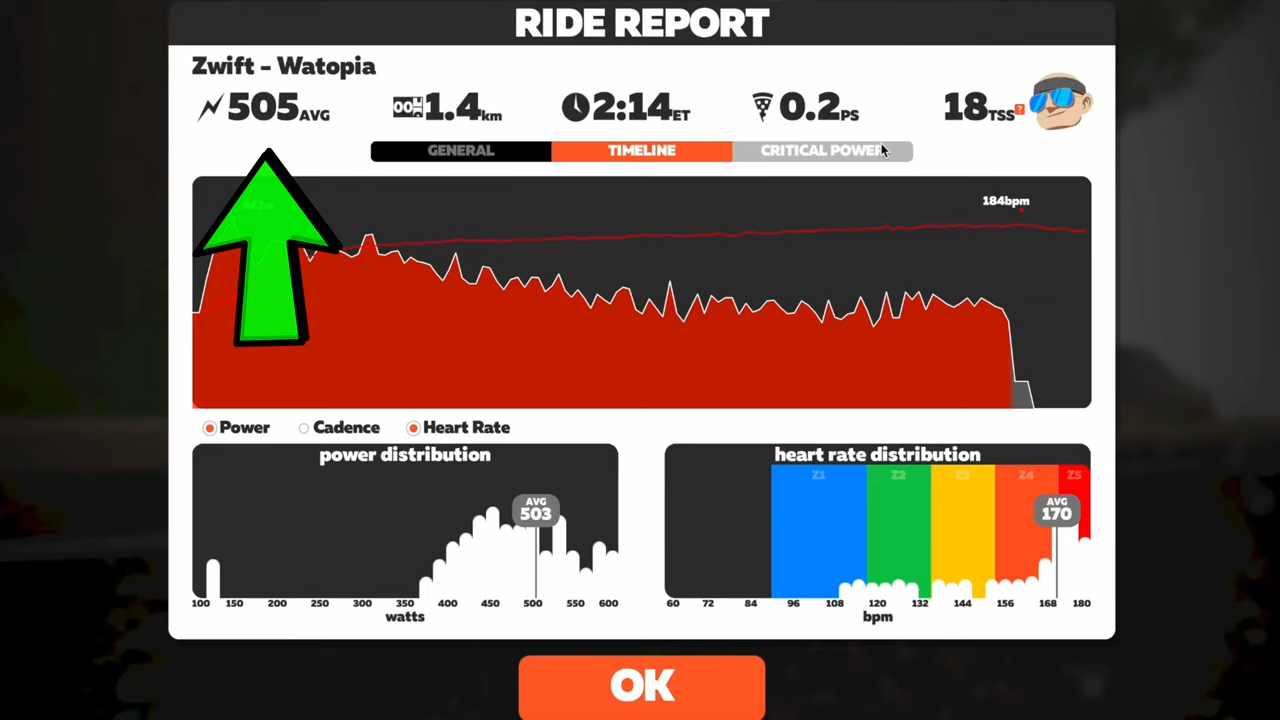 RIDE REPORT
Zwift - Watopia
505AVG
1.4km
2:14ET
0.2PS
18TSS ?
GENERAL
TIMELINE
CRITICAL POWER
184bpm
Power
Cadence
Heart Rate
power distribution
AVG
503
100 150 200 250 300 350 400 450 500 550 600
watts
heart rate distribution
Z1 Z2 Z3 Z4 Z5
AVG
170
60 72 84 96 108 120 132 144 156 168 180
bpm
OK